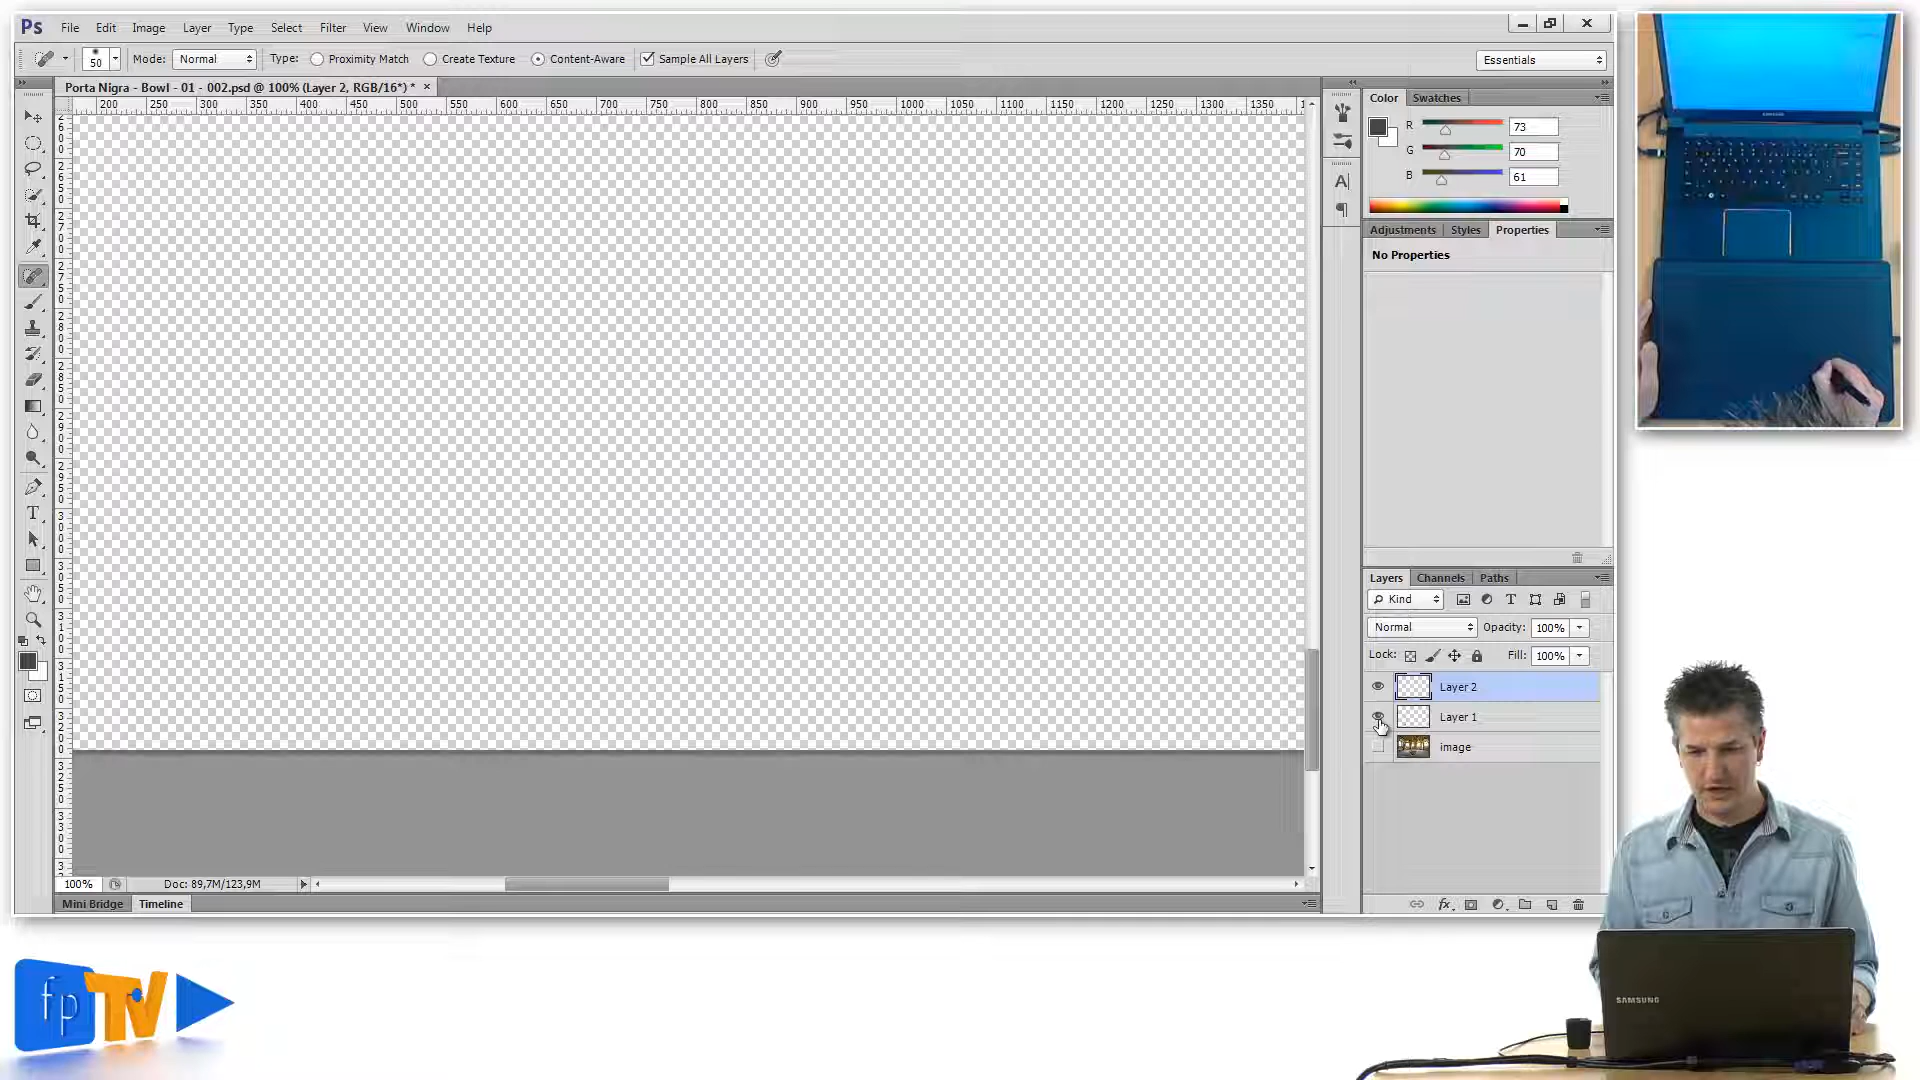 Ps File Edit Image Layer Type Select Filter View Window Help
50 Mode: Normal Type: Proximity Match Create Texture Content-Aware Sample All Layers Essentials
Porta Nigra - Bowl - 01 - 002.psd @ 100% (Layer 2, RGB/16*) * ×
200 250 300 350 400 450 500 550 600 650 700 750 800 850 900 950 1000 1050 1100 1150 1200 1250 1300 1350
Color Swatches
R 73
G 70
B 61
Adjustments Styles Properties
No Properties
Layers Channels Paths
Kind
Normal Opacity: 100%
Lock: Fill: 100%
Layer 2
Layer 1
image
100% Doc: 89,7M/123,9M
Mini Bridge Timeline
fp TV
SAMSUNG